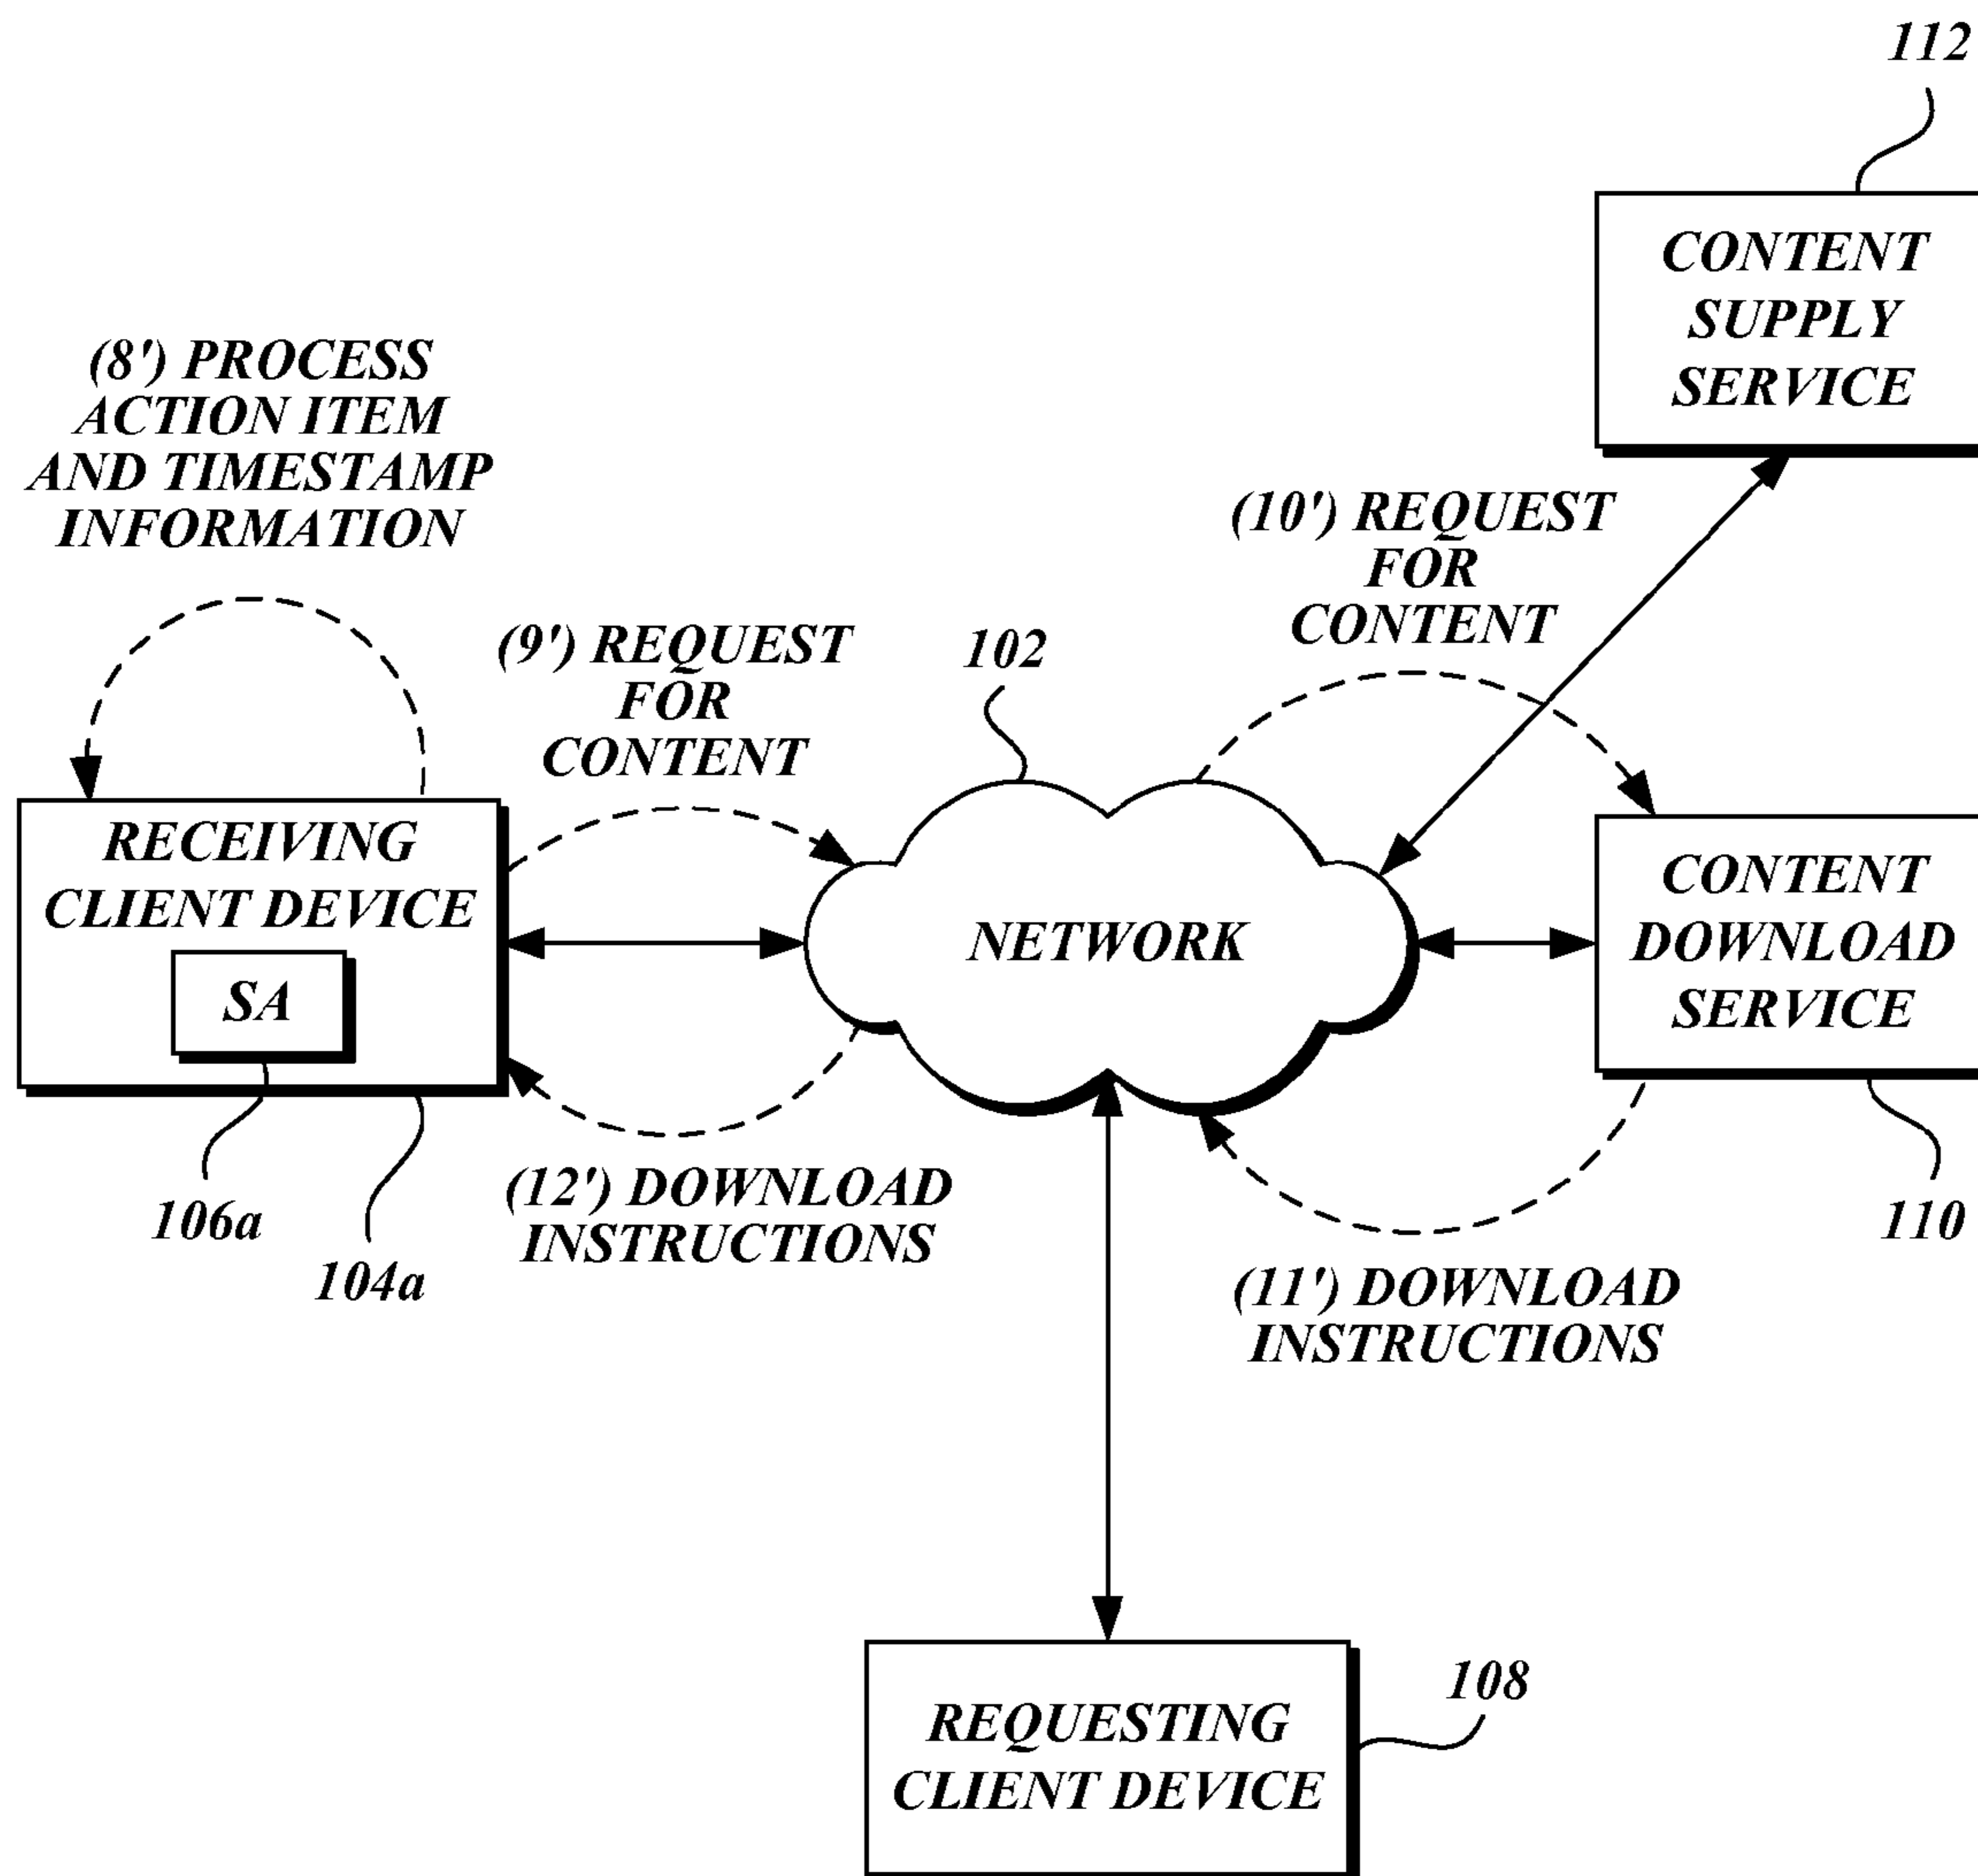 112
CONTENT
SUPPLY
SERVICE
(8') PROCESS
ACTION ITEM
AND TIMESTAMP
INFORMATION
(10') REQUEST
FOR
CONTENT
(9') REQUEST
FOR
CONTENT
102
RECEIVING
CLIENT DEVICE
SA
NETWORK
CONTENT
DOWNLOAD
SERVICE
106a
104a
(12') DOWNLOAD
INSTRUCTIONS
110
(11') DOWNLOAD
INSTRUCTIONS
108
REQUESTING
CLIENT DEVICE